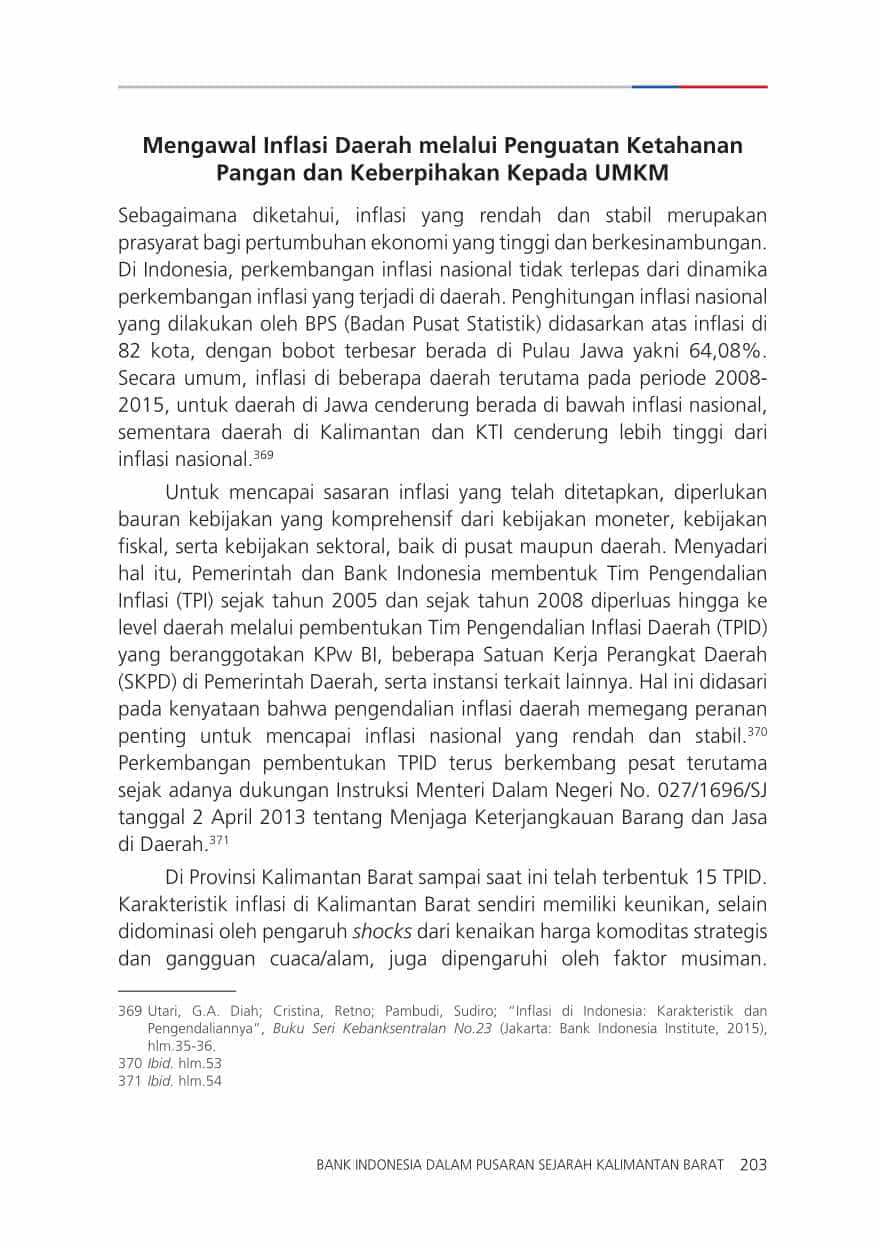 Mengawal Inflasi Daerah melalui Penguatan Ketahanan
Pangan dan Keberpihakan Kepada UMKM
Sebagaimana diketahui, inflasi yang rendah dan stabil merupakan
prasyarat bagi pertumbuhan ekonomi yang tinggi dan berkesinambungan.
Di Indonesia, perkembangan inflasi nasional tidak terlepas dari dinamika
perkembangan inflasi yang terjadi di daerah. Penghitungan inflasi nasional
yang dilakukan oleh BPS (Badan Pusat Statistik) didasarkan atas inflasi di
82 kota, dengan bobot terbesar berada di Pulau Jawa yakni 64,08%.
Secara umum, inflasi di beberapa daerah terutama pada periode 2008-
2015, untuk daerah di Jawa cenderung berada di bawah inflasi nasional,
sementara daerah di Kalimantan dan KTI cenderung lebih tinggi dari
inflasi nasional.369
Untuk mencapai sasaran inflasi yang telah ditetapkan, diperlukan
bauran kebijakan yang komprehensif dari kebijakan moneter, kebijakan
fiskal, serta kebijakan sektoral, baik di pusat maupun daerah. Menyadari
hal itu, Pemerintah dan Bank Indonesia membentuk Tim Pengendalian
Inflasi (TPI) sejak tahun 2005 dan sejak tahun 2008 diperluas hingga ke
level daerah melalui pembentukan Tim Pengendalian Inflasi Daerah (TPID)
yang beranggotakan KPw BI, beberapa Satuan Kerja Perangkat Daerah
(SKPD) di Pemerintah Daerah, serta instansi terkait lainnya. Hal ini didasari
pada kenyataan bahwa pengendalian inflasi daerah memegang peranan
penting untuk mencapai inflasi nasional yang rendah dan stabil.370
Perkembangan pembentukan TPID terus berkembang pesat terutama
sejak adanya dukungan Instruksi Menteri Dalam Negeri No. 027/1696/SJ
tanggal 2 April 2013 tentang Menjaga Keterjangkauan Barang dan Jasa
di Daerah.371
Di Provinsi Kalimantan Barat sampai saat ini telah terbentuk 15 TPID.
Karakteristik inflasi di Kalimantan Barat sendiri memiliki keunikan, selain
didominasi oleh pengaruh shocks dari kenaikan harga komoditas strategis
dan gangguan cuaca/alam, juga dipengaruhi oleh faktor musiman.
369 Utari, G.A. Diah; Cristina, Retno; Pambudi, Sudiro; “Inflasi di Indonesia: Karakteristik dan
Pengendaliannya”, Buku Seri Kebanksentralan No.23 (Jakarta: Bank Indonesia Institute, 2015),
hlm.35-36.
370 Ibid. hlm.53
371 Ibid. hlm.54
BANK INDONESIA DALAM PUSARAN SEJARAH KALIMANTAN BARAT 203